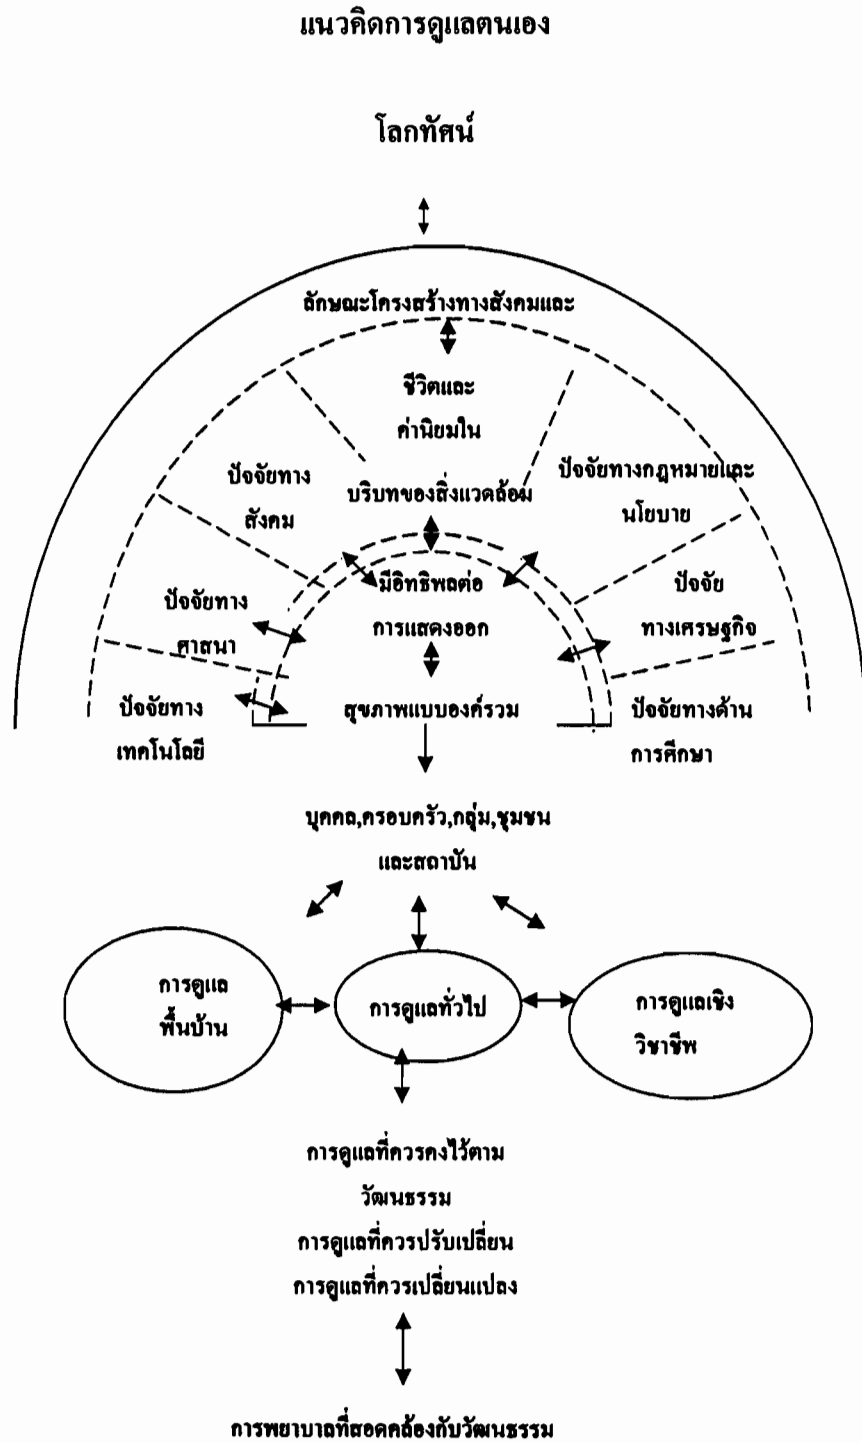 แนวคิดการดูแลตนเอง
โลกทัศน์
ลักษณะโครงสร้างทางสังคมและ
ชีวิตและ
ค่านิยมใน
บริบทของสิ่งแวดล้อม
ปัจจัยทาง
สังคม
ปัจจัยทางกฎหมายและ
นโยบาย
มีอิทธิพลต่อ
การแสดงออก
ปัจจัยทาง
ศาสนา
ปัจจัย
ทางเศรษฐกิจ
ปัจจัยทาง
เทคโนโลยี
สุขภาพแบบองค์รวม
ปัจจัยทางด้าน
การศึกษา
บุคคล,ครอบครัว,กลุ่ม,ชุมชน
และสถาบัน
การดูแล
พื้นบ้าน
การดูแลทั่วไป
การดูแลเชิง
วิชาชีพ
การดูแลที่ควรคงไว้ตาม
วัฒนธรรม
การดูแลที่ควรปรับเปลี่ยน
การดูแลที่ควรเปลี่ยนแปลง
การพยาบาลที่สอดคล้องกับวัฒนธรรม